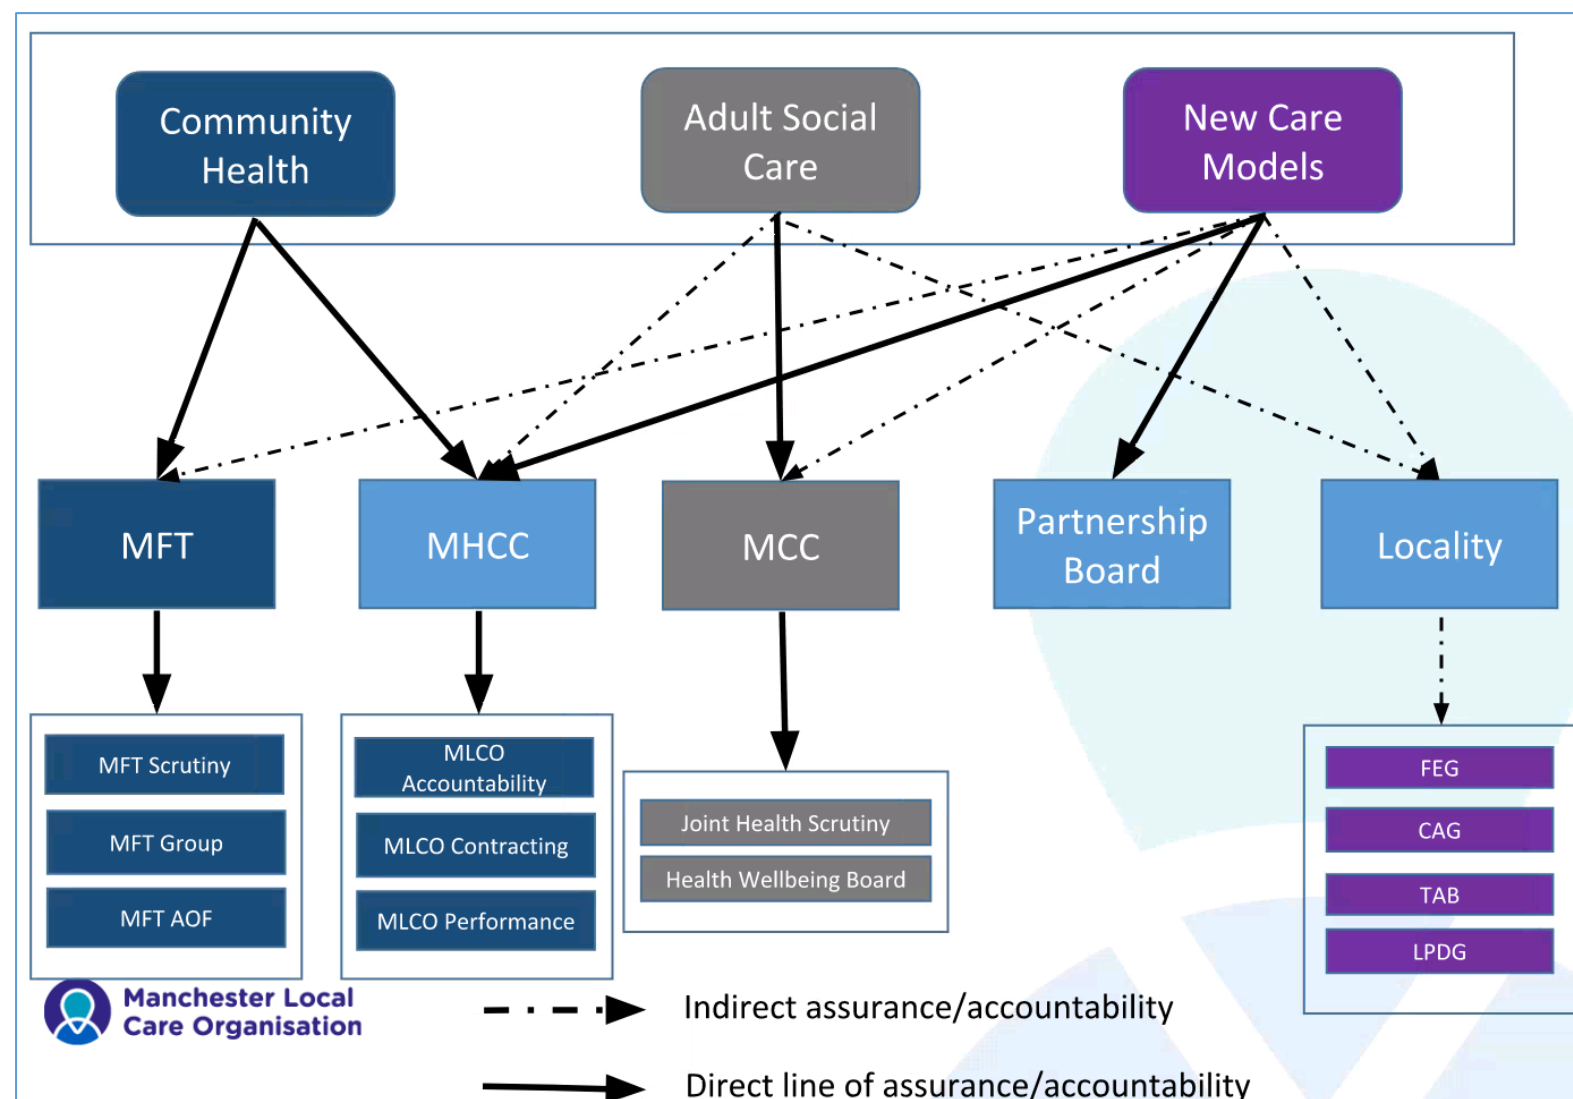 Community
Health
Adult Social
Care
New Care
Models
MFT
MHCC
MCC
Partnership
Board
Locality
MFT Scrutiny
MFT Group
MFT AOF
MLCO
Accountability
MLCO Contracting
MLCO Performance
Joint Health Scrutiny
Health Wellbeing Board
FEG
CAG
TAB
LPDG
Manchester Local
Care Organisation
Indirect assurance/accountability
Direct line of assurance/accountability